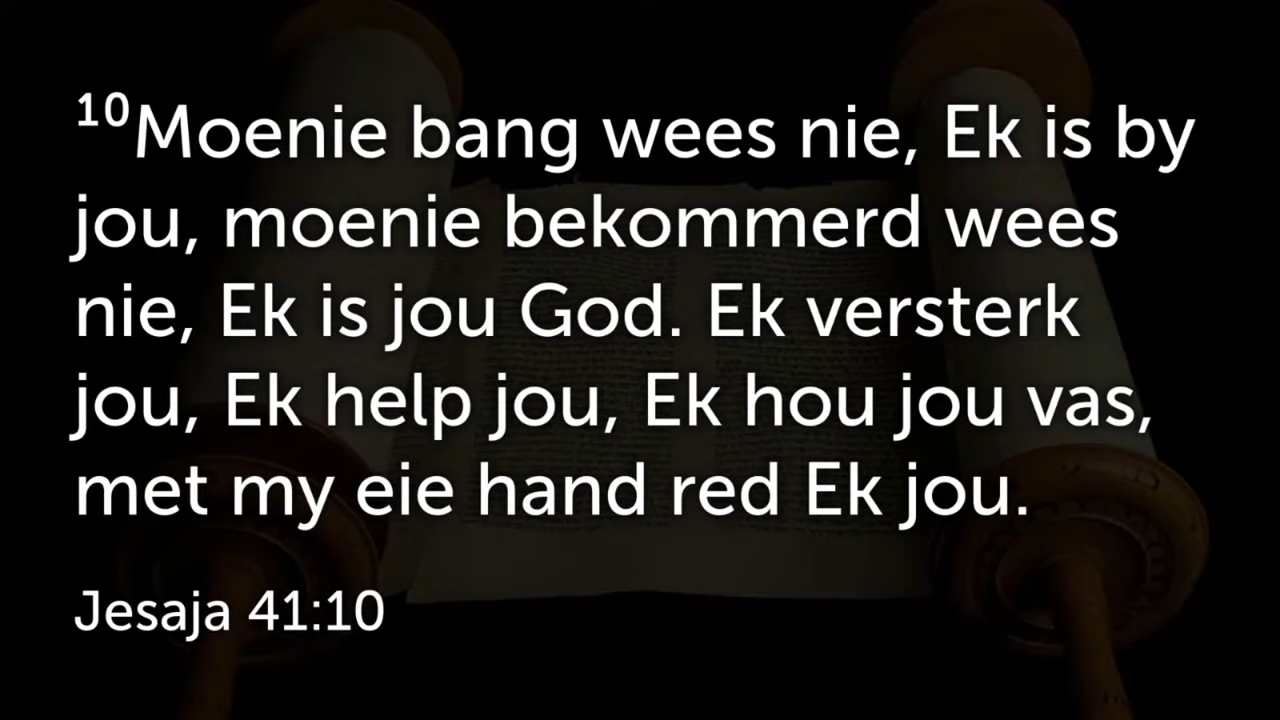 ¹⁰Moenie bang wees nie, Ek is by
jou, moenie bekommerd wees
nie, Ek is jou God. Ek versterk
jou, Ek help jou, Ek hou jou vas,
met my eie hand red Ek jou.
Jesaja 41:10